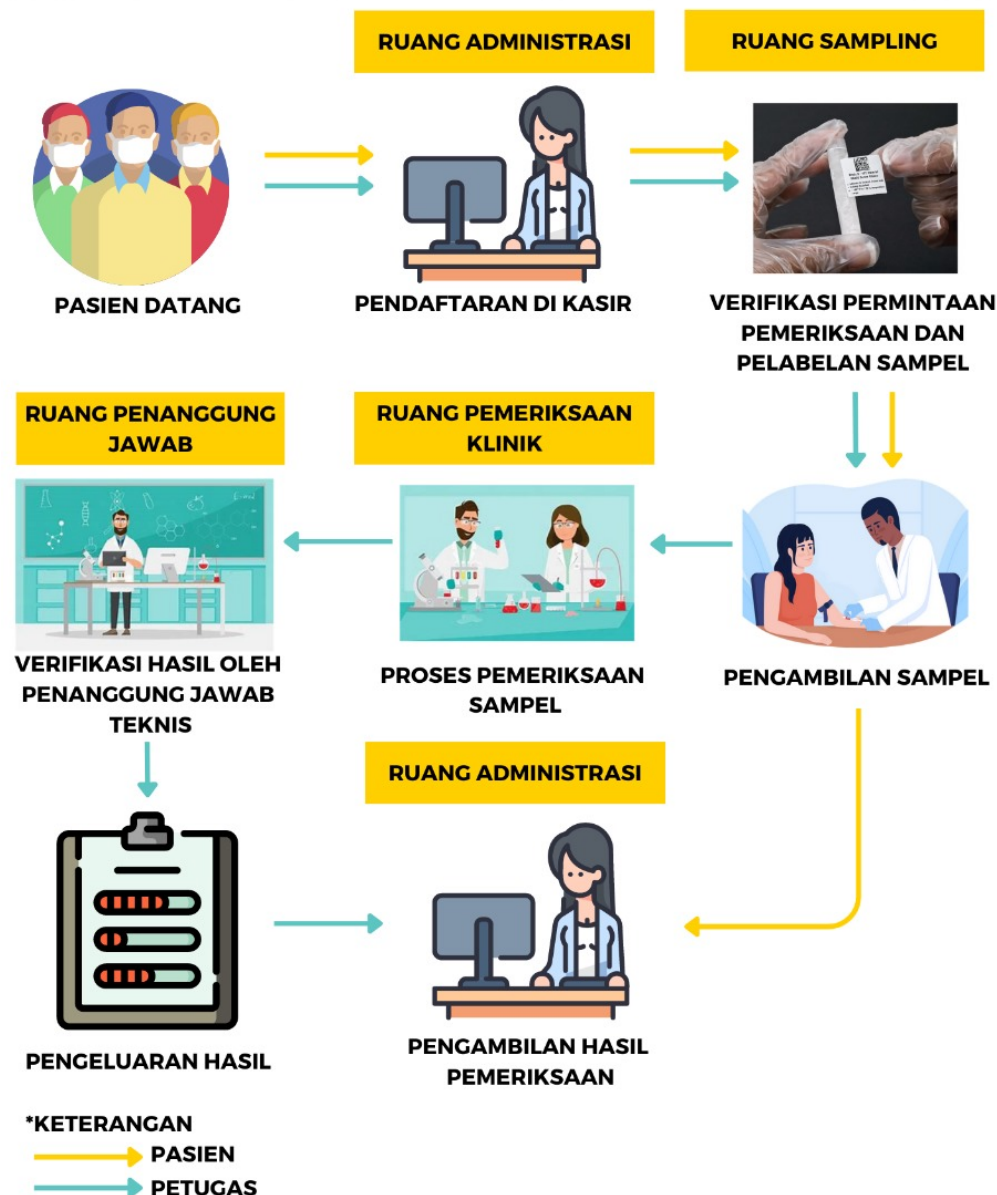 RUANG ADMINISTRASI
RUANG SAMPLING
PASIEN DATANG
PENDAFTARAN DI KASIR
VERIFIKASI PERMINTAAN
PEMERIKSAAN DAN
PELABELAN SAMPEL
RUANG PENANGGUNG
JAWAB
RUANG PEMERIKSAAN
KLINIK
VERIFIKASI HASIL OLEH
PENANGGUNG JAWAB
TEKNIS
PROSES PEMERIKSAAN
SAMPEL
PENGAMBILAN SAMPEL
RUANG ADMINISTRASI
PENGELUARAN HASIL
PENGAMBILAN HASIL
PEMERIKSAAN
*KETERANGAN
PASIEN
PETUGAS